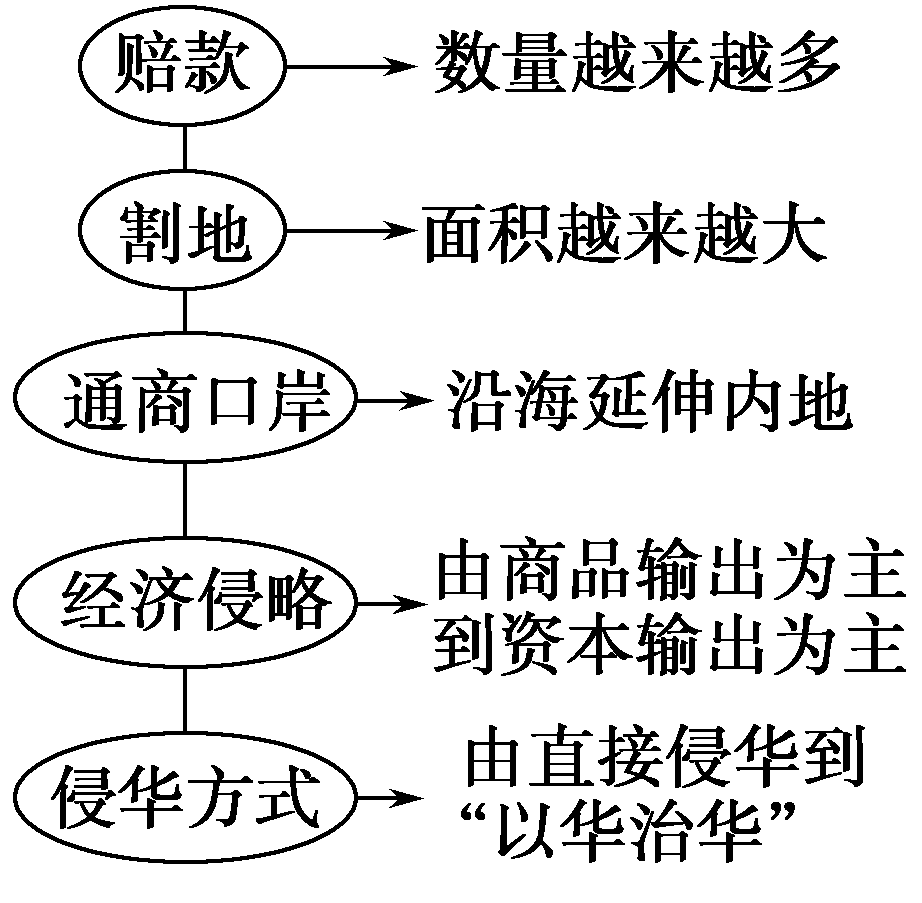 赔款
数量越来越多
割地
面积越来越大
通商口岸
沿海延伸内地
经济侵略
由商品输出为主
到资本输出为主
侵华方式
由直接侵华到
“以华治华”